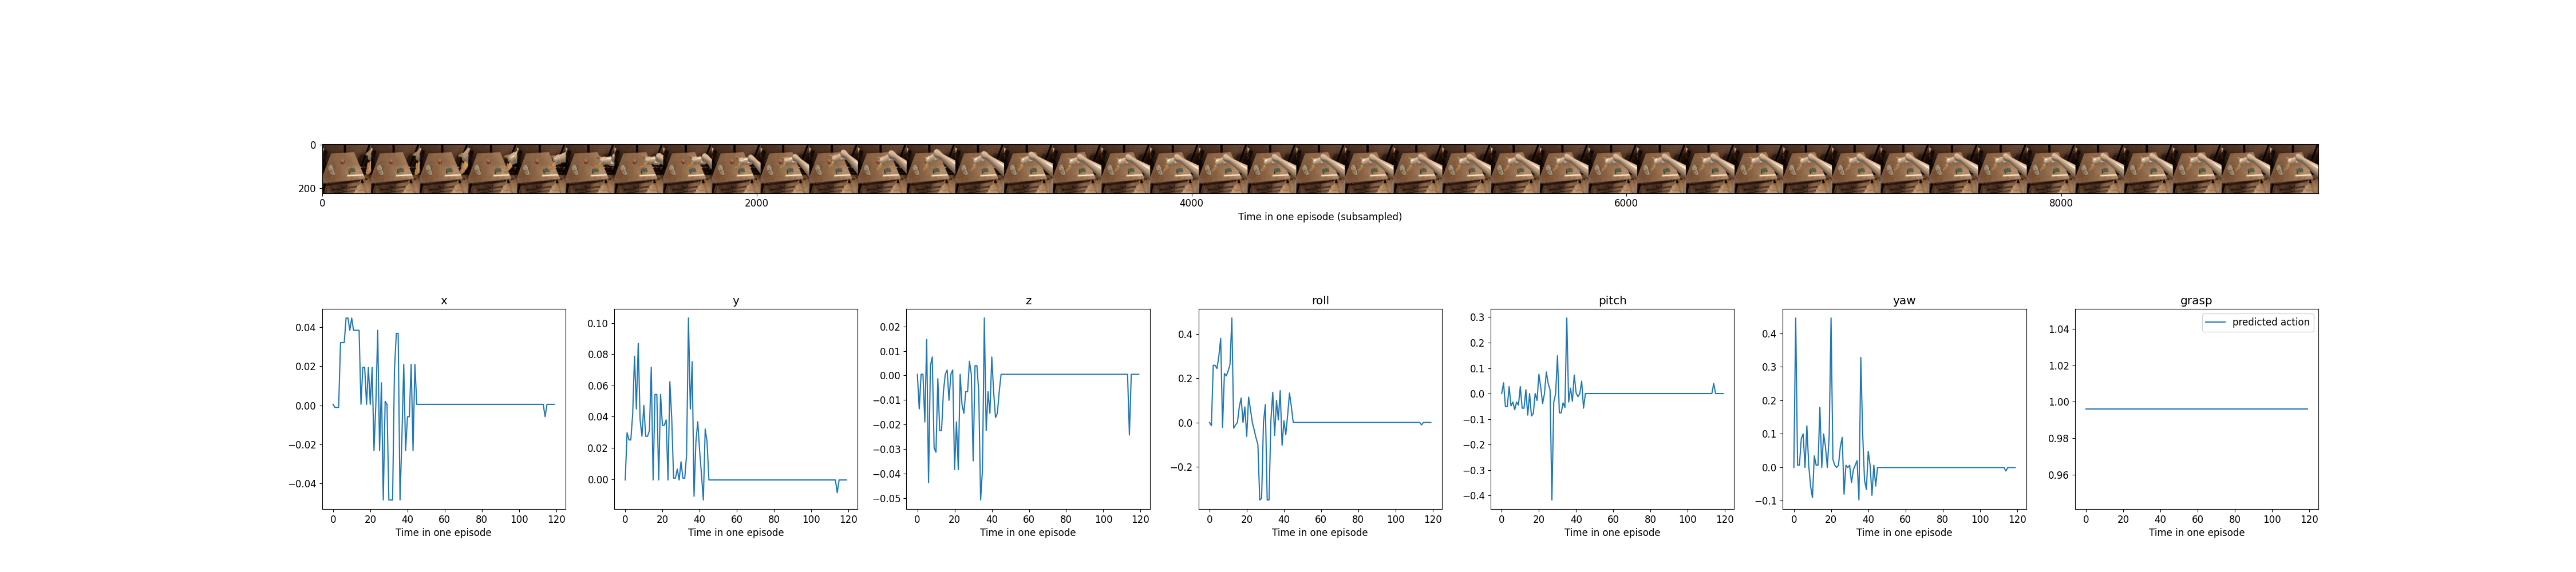 0
200
0 2000 4000 6000 8000
Time in one episode (subsampled)
x
0.04
0.02
0.00
−0.02
−0.04
0 20 40 60 80 100 120
Time in one episode
y
0.10
0.08
0.06
0.04
0.02
0.00
0 20 40 60 80 100 120
Time in one episode
z
0.02
0.01
0.00
−0.01
−0.02
−0.03
−0.04
−0.05
0 20 40 60 80 100 120
Time in one episode
roll
0.4
0.2
0.0
−0.2
0 20 40 60 80 100 120
Time in one episode
pitch
0.3
0.2
0.1
0.0
−0.1
−0.2
−0.3
−0.4
0 20 40 60 80 100 120
Time in one episode
yaw
0.4
0.3
0.2
0.1
0.0
−0.1
0 20 40 60 80 100 120
Time in one episode
grasp
predicted action
1.04
1.02
1.00
0.98
0.96
0 20 40 60 80 100 120
Time in one episode